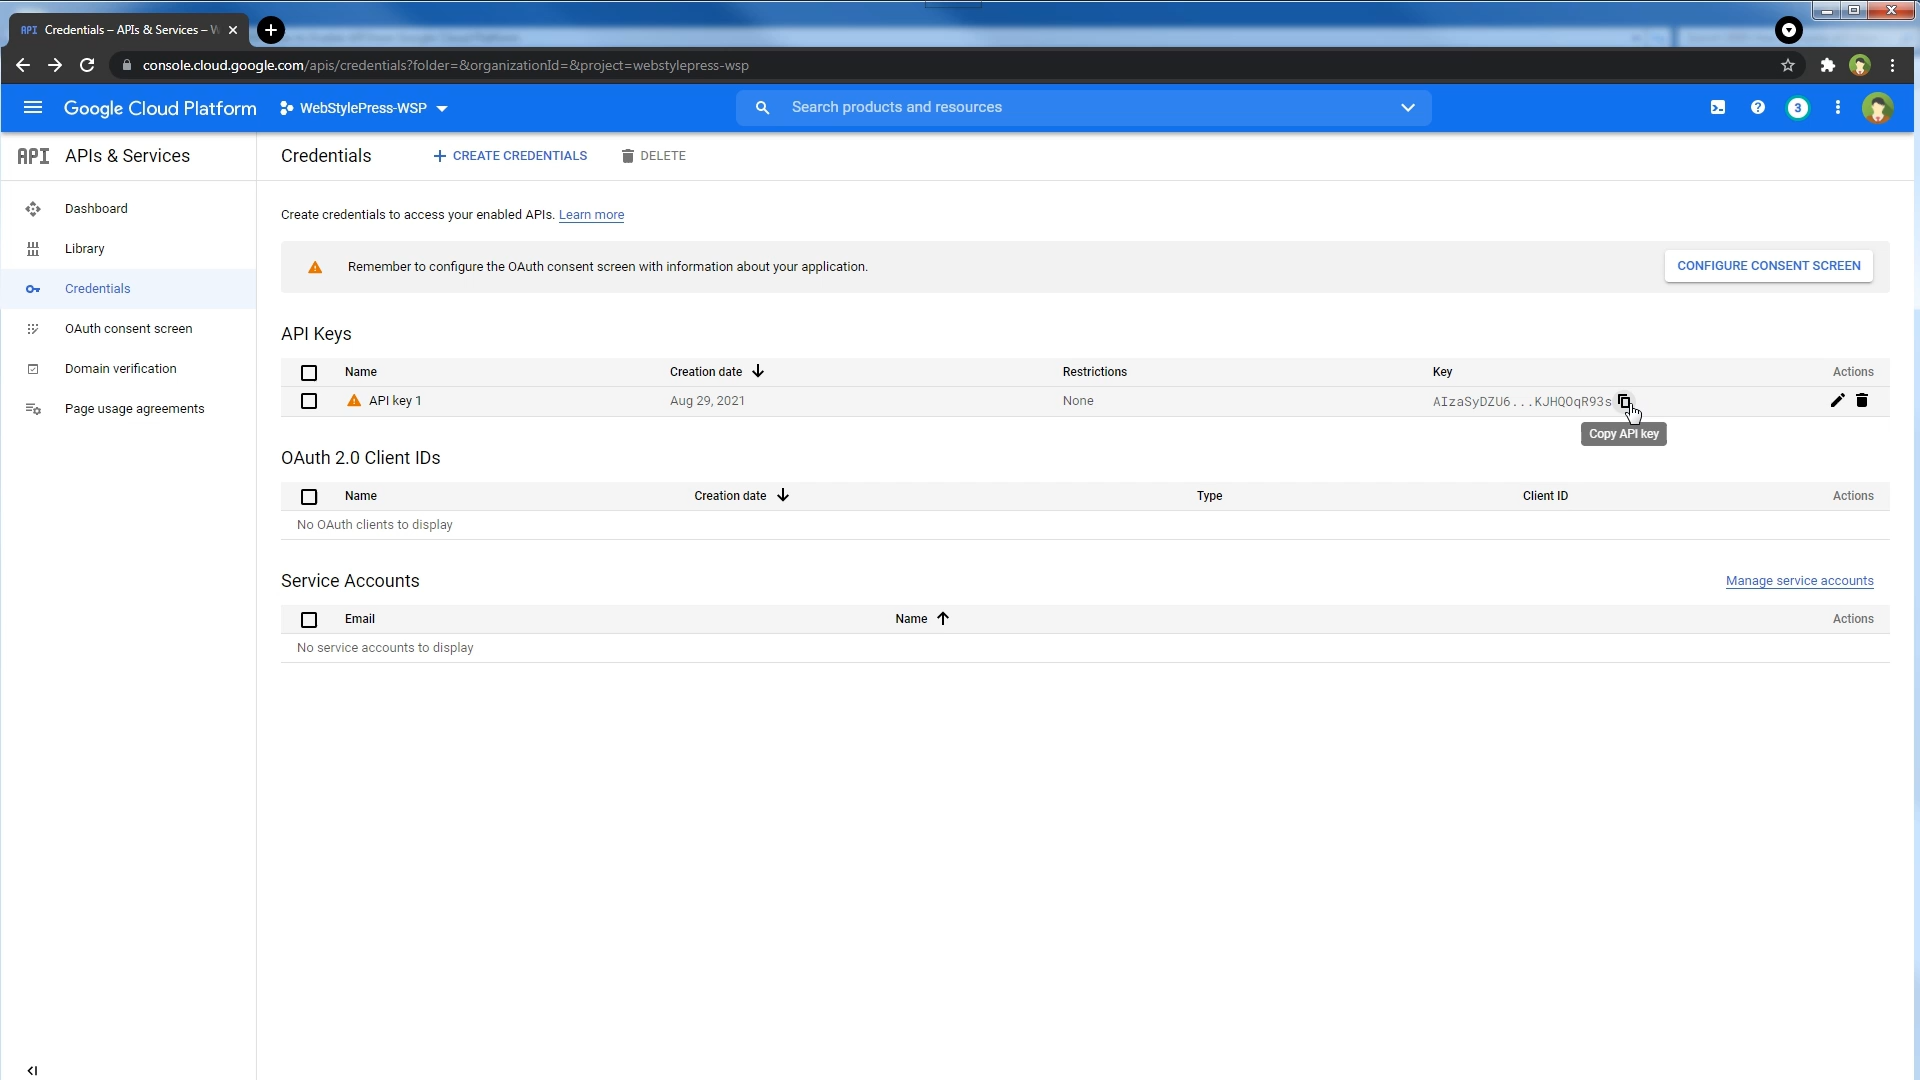 API Credentials – APIs & Services – W
console.cloud.google.com/apis/credentials?folder=&organizationId=&project=webstylepress-wsp
Google Cloud Platform WebStylePress-WSP Search products and resources 3
API APIs & Services Credentials CREATE CREDENTIALS DELETE
Dashboard
Library
Credentials
OAuth consent screen
Domain verification
Page usage agreements
Create credentials to access your enabled APIs. Learn more
Remember to configure the OAuth consent screen with information about your application. CONFIGURE CONSENT SCREEN
API Keys
Name Creation date Restrictions Key Actions
API key 1 Aug 29, 2021 None AIzaSyDZU6...KJHQOqR93s
Copy API key
OAuth 2.0 Client IDs
Name Creation date Type Client ID Actions
No OAuth clients to display
Service Accounts Manage service accounts
Email Name Actions
No service accounts to display